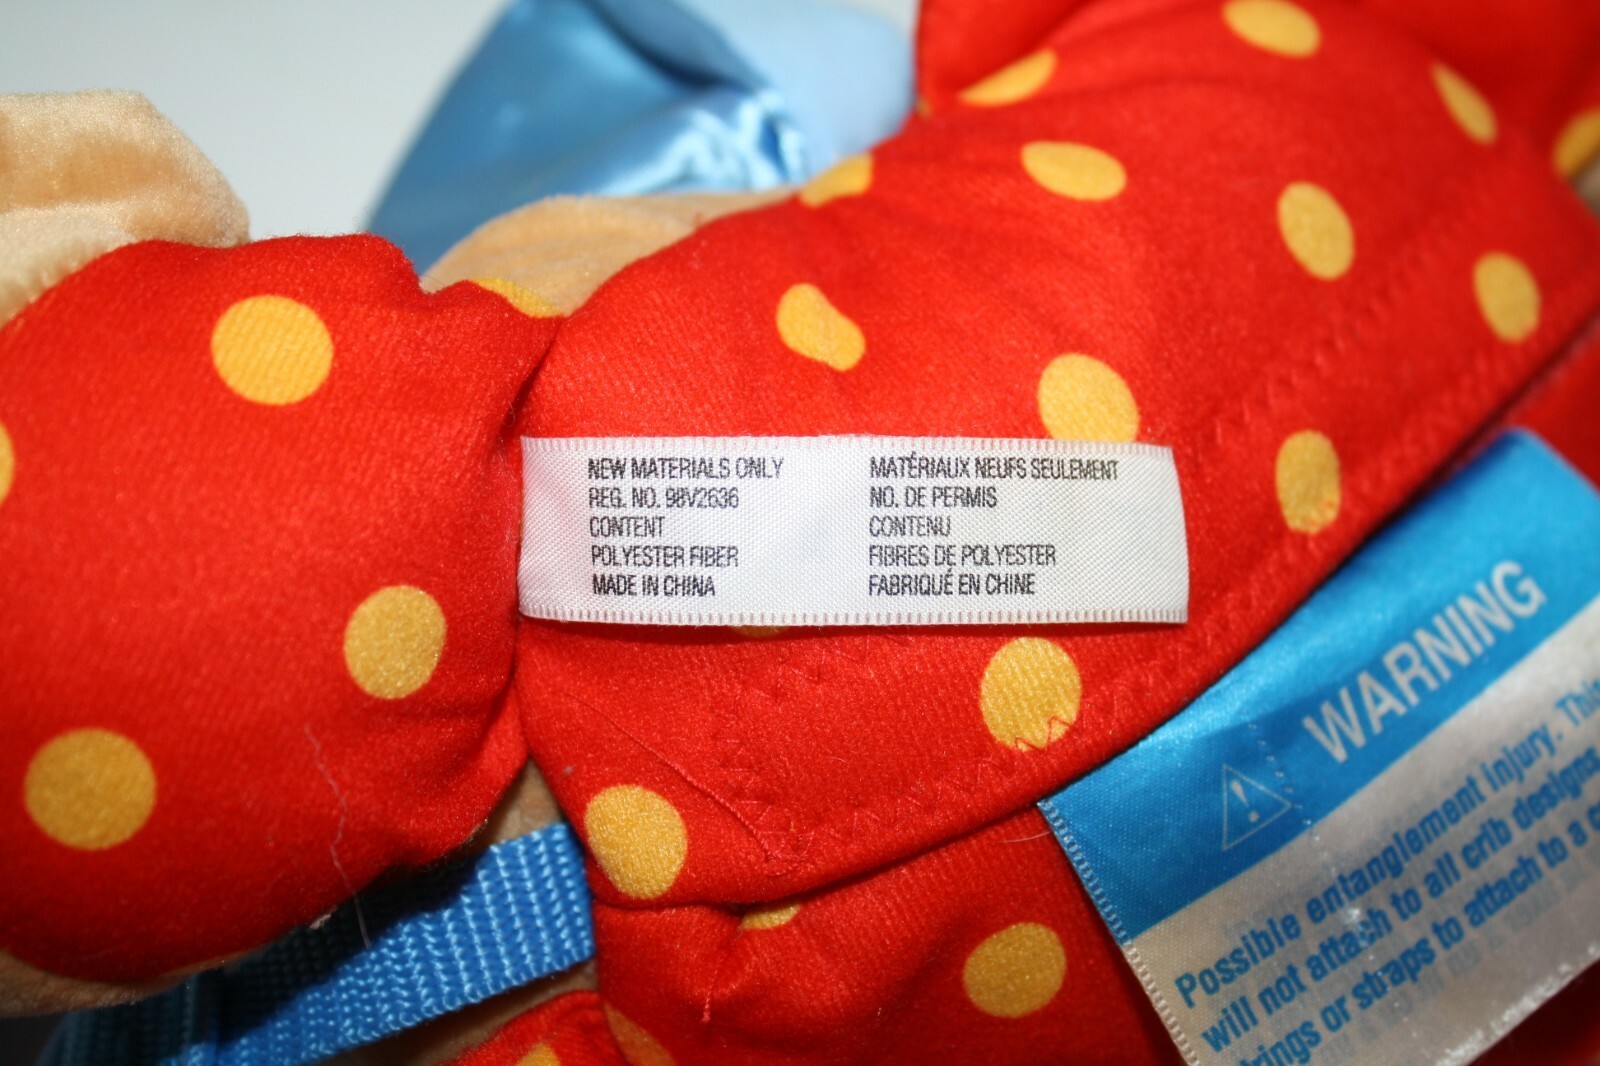 NEW MATERIALS ONLY
REG. NO. 98V2636
CONTENT
POLYESTER FIBER
MADE IN CHINA
MATÉRIAUX NEUFS SEULEMENT
NO. DE PERMIS
CONTENU
FIBRES DE POLYESTER
FABRIQUÉ EN CHINE
WARNING
Possible entanglement injury. This
will not attach to all crib designs.
or straps to attach to a